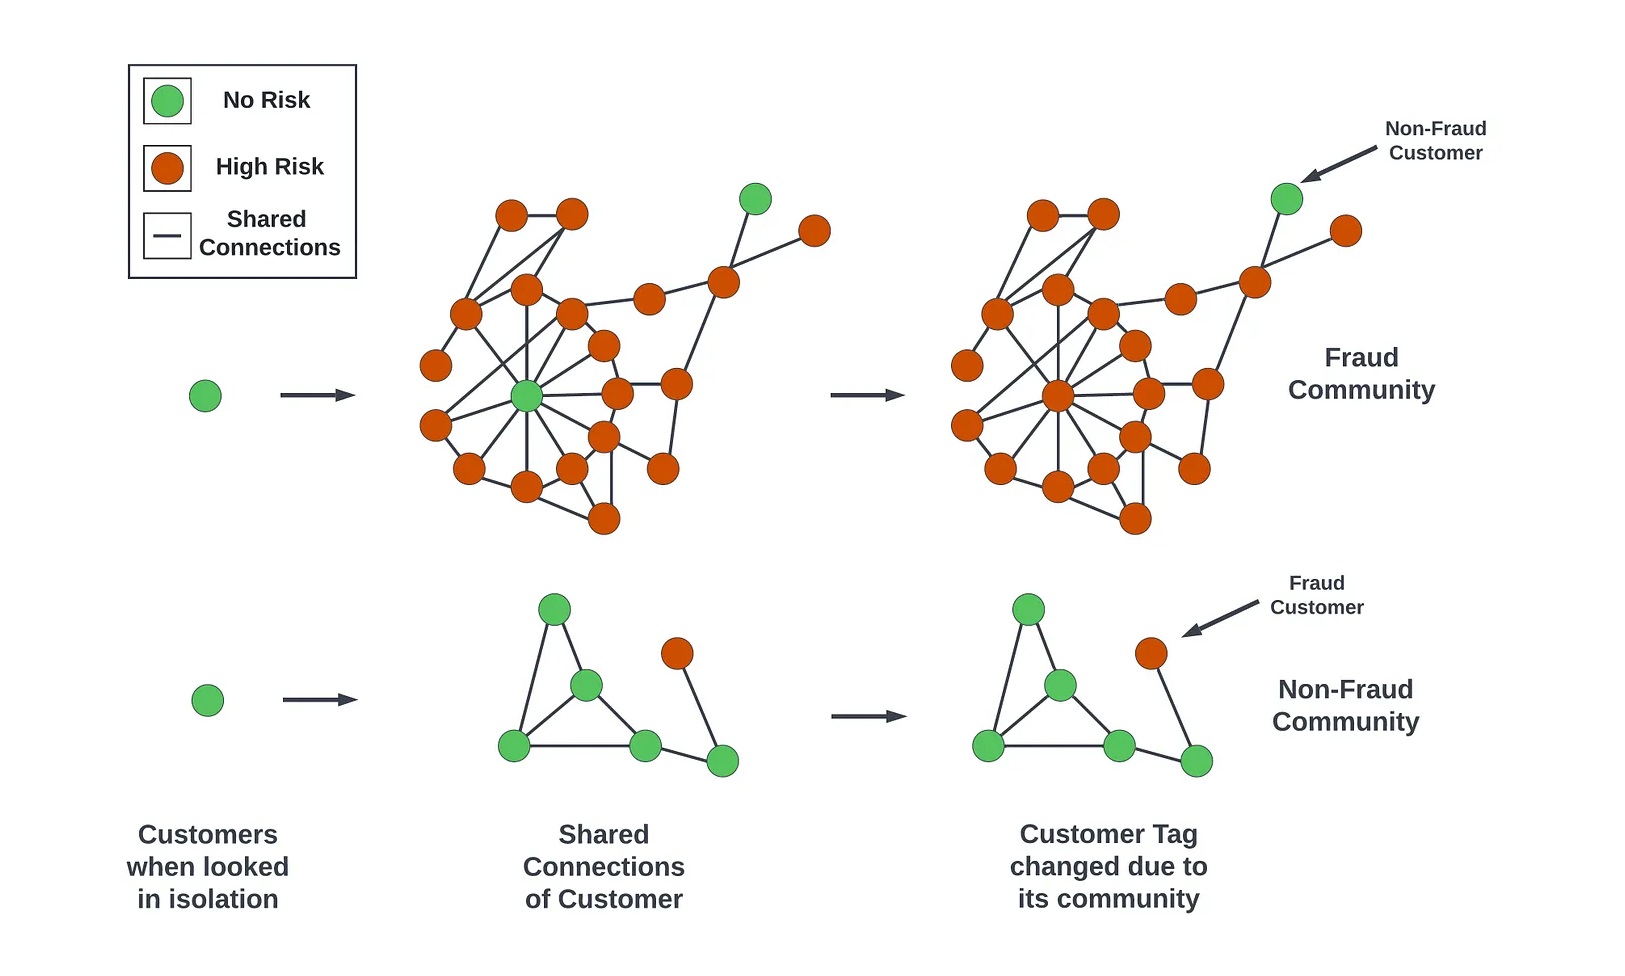 No Risk
High Risk
Shared
Connections
Non-Fraud
Customer
Fraud
Community
Fraud
Customer
Non-Fraud
Community
Customers
when looked
in isolation
Shared
Connections
of Customer
Customer Tag
changed due to
its community